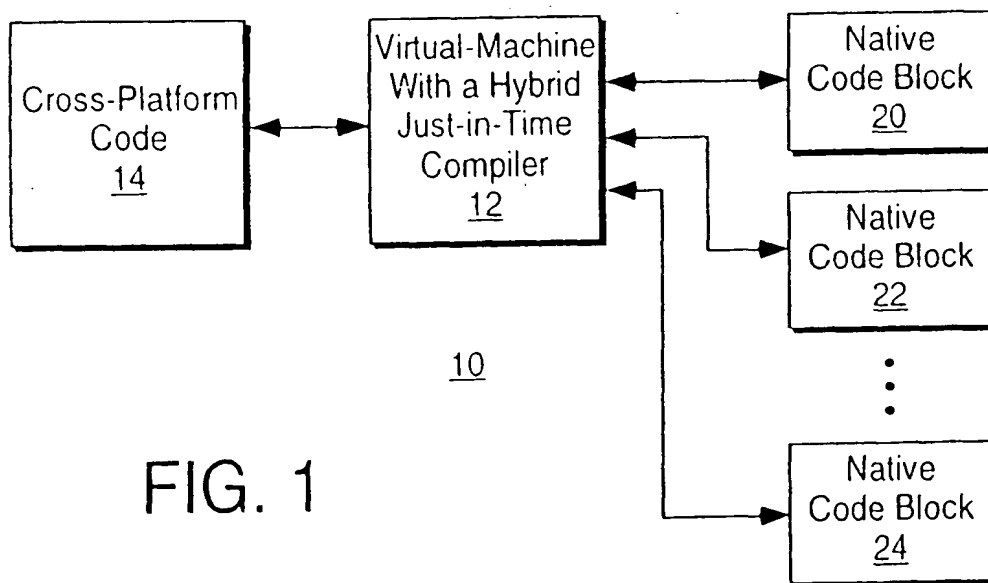 Cross-Platform
Code
14
Virtual-Machine
With a Hybrid
Just-in-Time
Compiler
12
Native
Code Block
20
Native
Code Block
22
Native
Code Block
24
10
FIG. 1